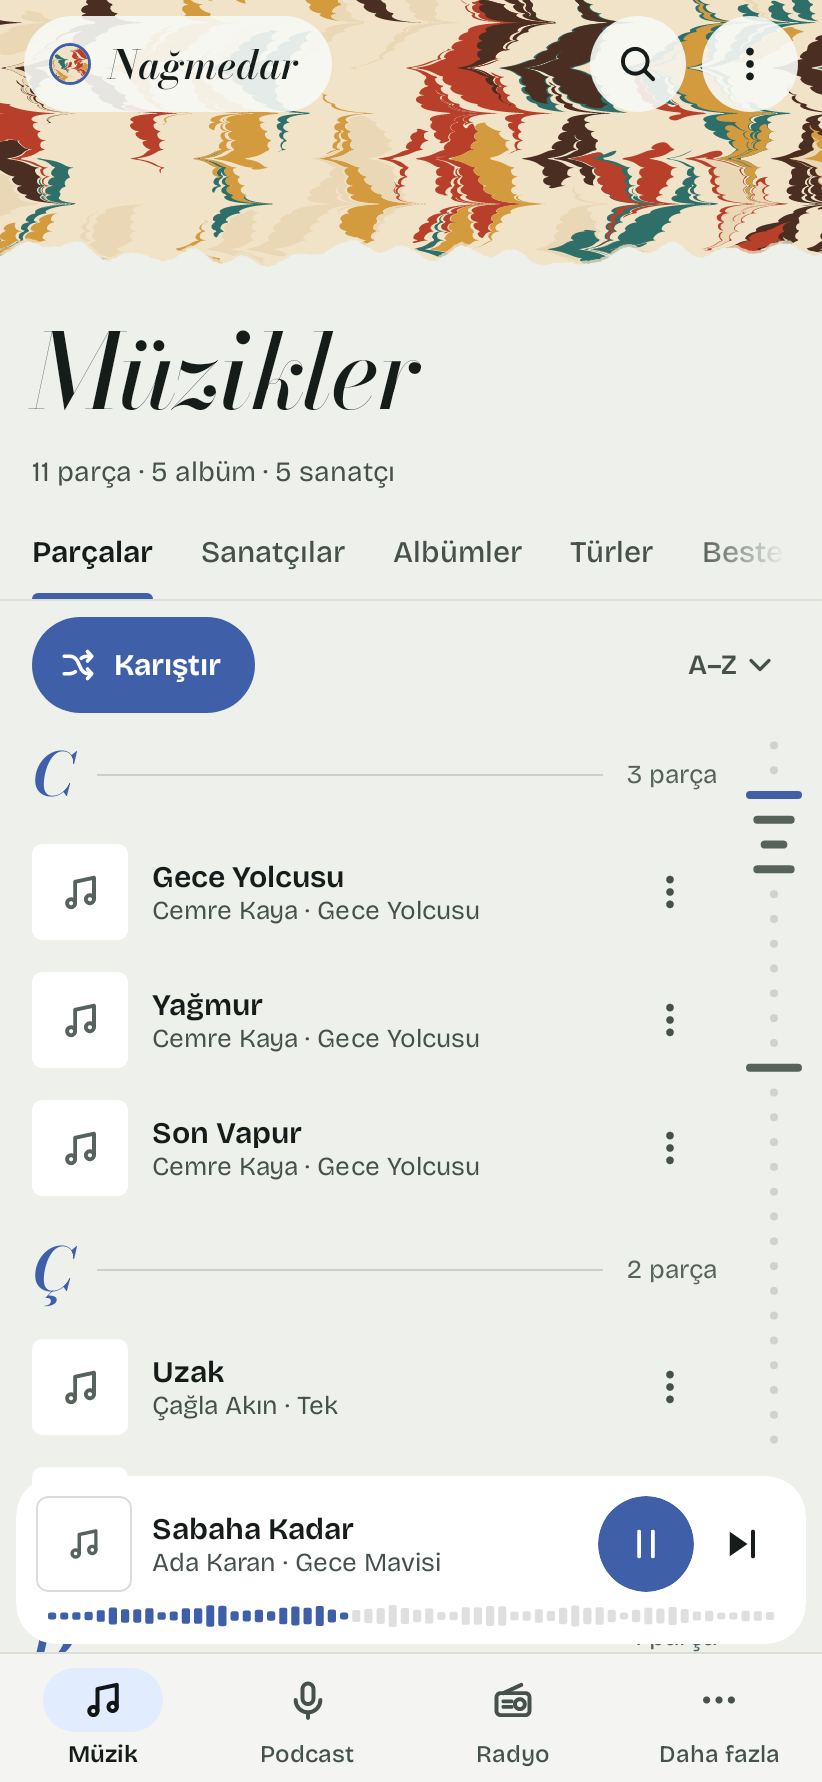 Nağmedar
Müzikler
11 parça · 5 albüm · 5 sanatçı
Parçalar Sanatçılar Albümler Türler Beste
Karıştır A–Z
C 3 parça
Gece Yolcusu
Cemre Kaya · Gece Yolcusu
Yağmur
Cemre Kaya · Gece Yolcusu
Son Vapur
Cemre Kaya · Gece Yolcusu
Ç 2 parça
Uzak
Çağla Akın · Tek
Sabaha Kadar
Ada Karan · Gece Mavisi
Müzik Podcast Radyo Daha fazla